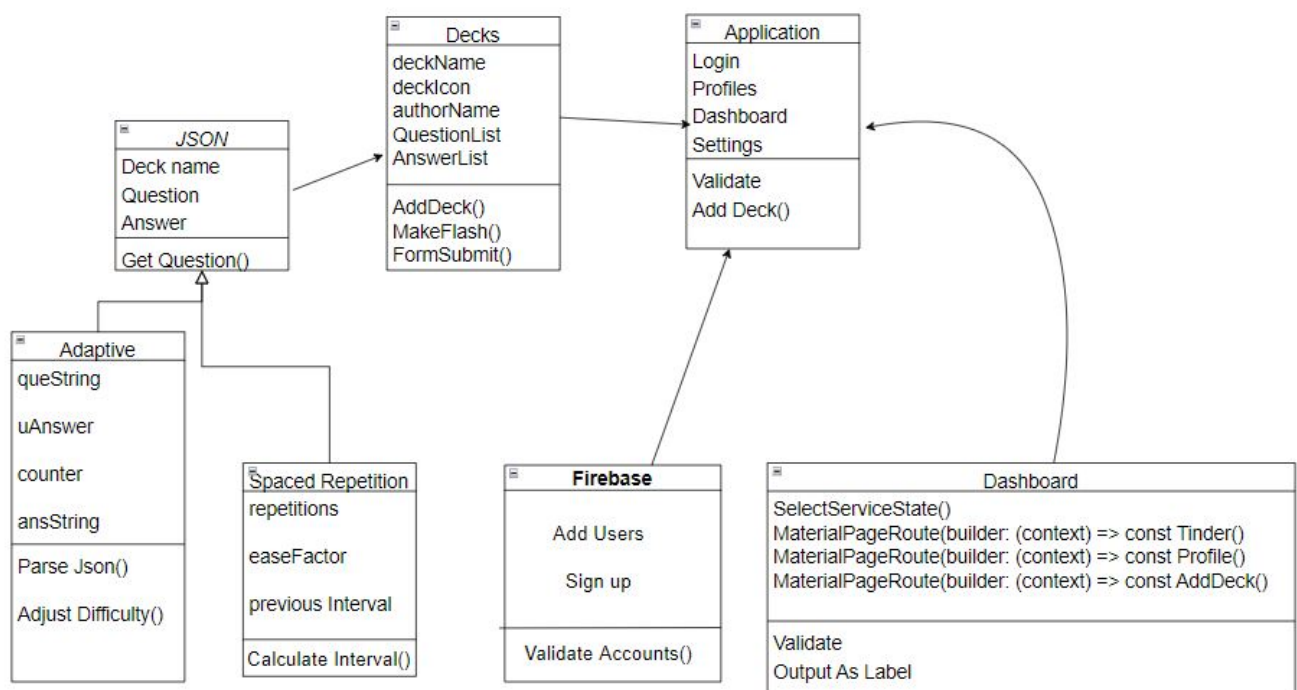 Decks
deckName
deckIcon
authorName
QuestionList
AnswerList
AddDeck()
MakeFlash()
FormSubmit()
Application
Login
Profiles
Dashboard
Settings
Validate
Add Deck()
JSON
Deck name
Question
Answer
Get Question()
Adaptive
queString
uAnswer
counter
ansString
Parse Json()
Adjust Difficulty()
Spaced Repetition
repetitions
easeFactor
previous Interval
Calculate Interval()
Firebase
Add Users
Sign up
Validate Accounts()
Dashboard
SelectServiceState()
MaterialPageRoute(builder: (context) => const Tinder()
MaterialPageRoute(builder: (context) => const Profile()
MaterialPageRoute(builder: (context) => const AddDeck()
Validate
Output As Label